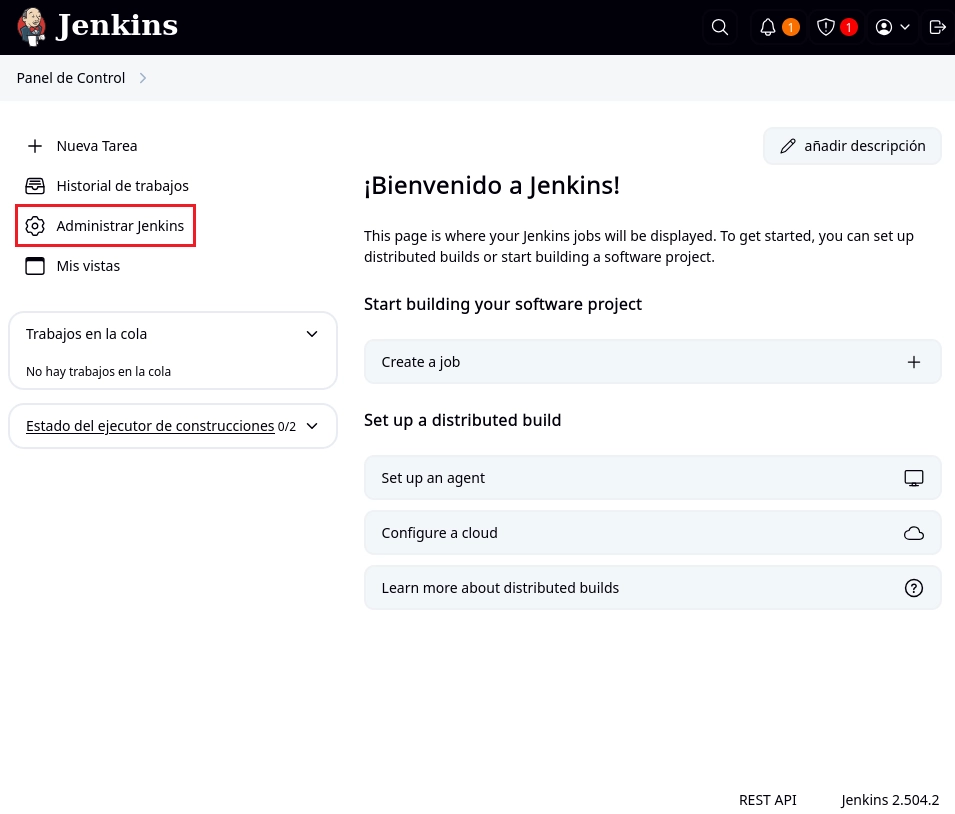 Jenkins
1
1
Panel de Control
Nueva Tarea
Historial de trabajos
Administrar Jenkins
Mis vistas
Trabajos en la cola
No hay trabajos en la cola
Estado del ejecutor de construcciones 0/2
añadir descripción
¡Bienvenido a Jenkins!
This page is where your Jenkins jobs will be displayed. To get started, you can set up
distributed builds or start building a software project.
Start building your software project
Create a job
Set up a distributed build
Set up an agent
Configure a cloud
Learn more about distributed builds
REST API
Jenkins 2.504.2